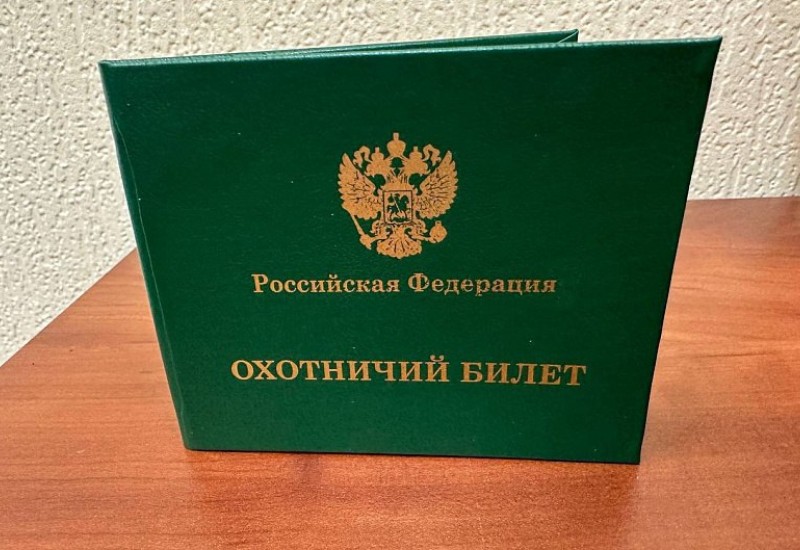 Российская Федерация
ОХОТНИЧИЙ БИЛЕТ